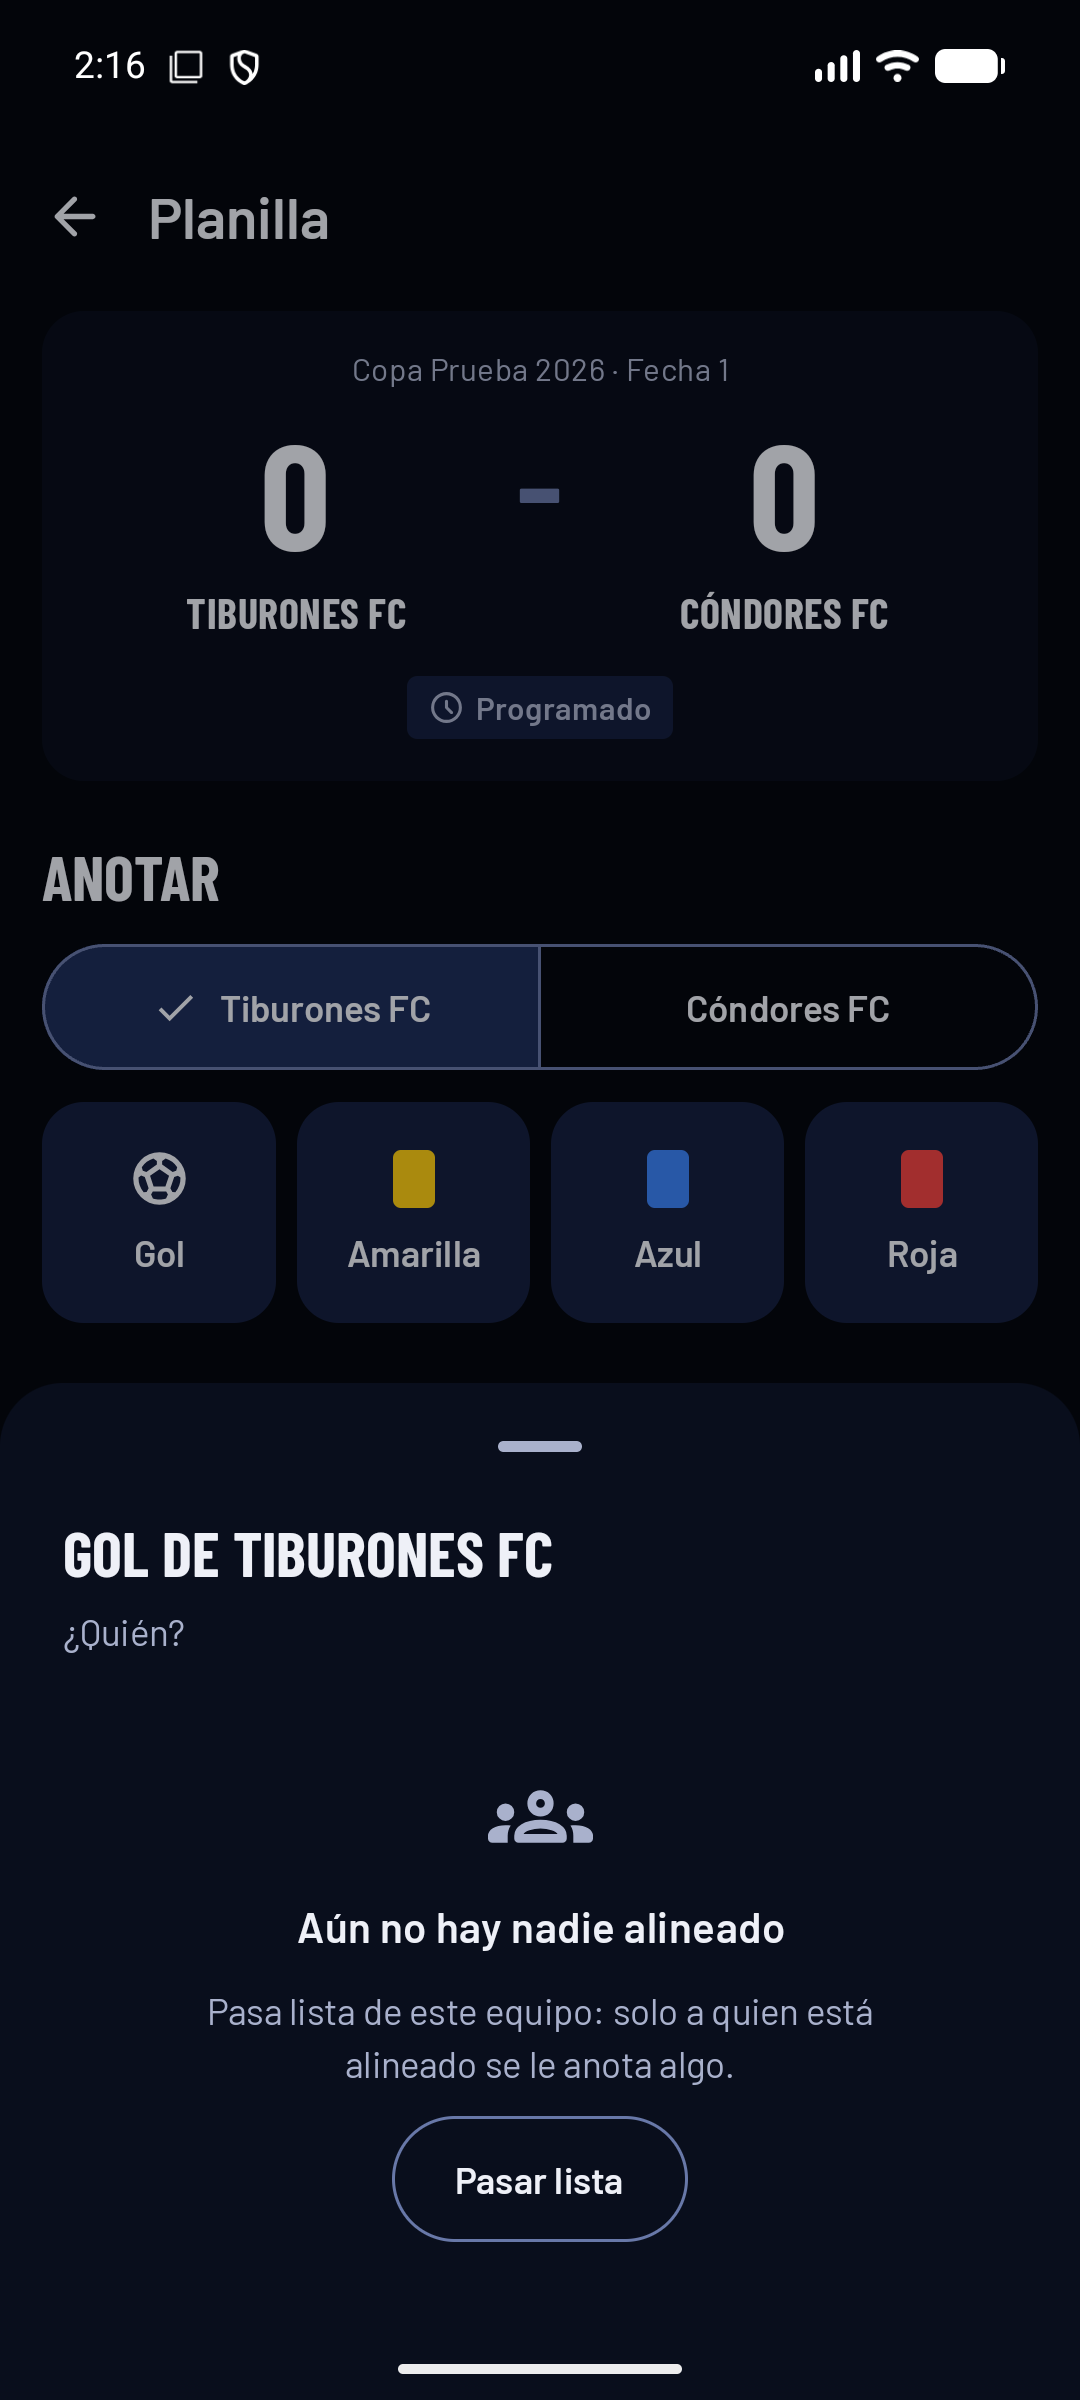 2:16
Planilla
Copa Prueba 2026 · Fecha 1
0 - 0
TIBURONES FC
CÓNDORES FC
Programado
ANOTAR
Tiburones FC
Cóndores FC
Gol
Amarilla
Azul
Roja
GOL DE TIBURONES FC
¿Quién?
Aún no hay nadie alineado
Pasa lista de este equipo: solo a quien está
alineado se le anota algo.
Pasar lista